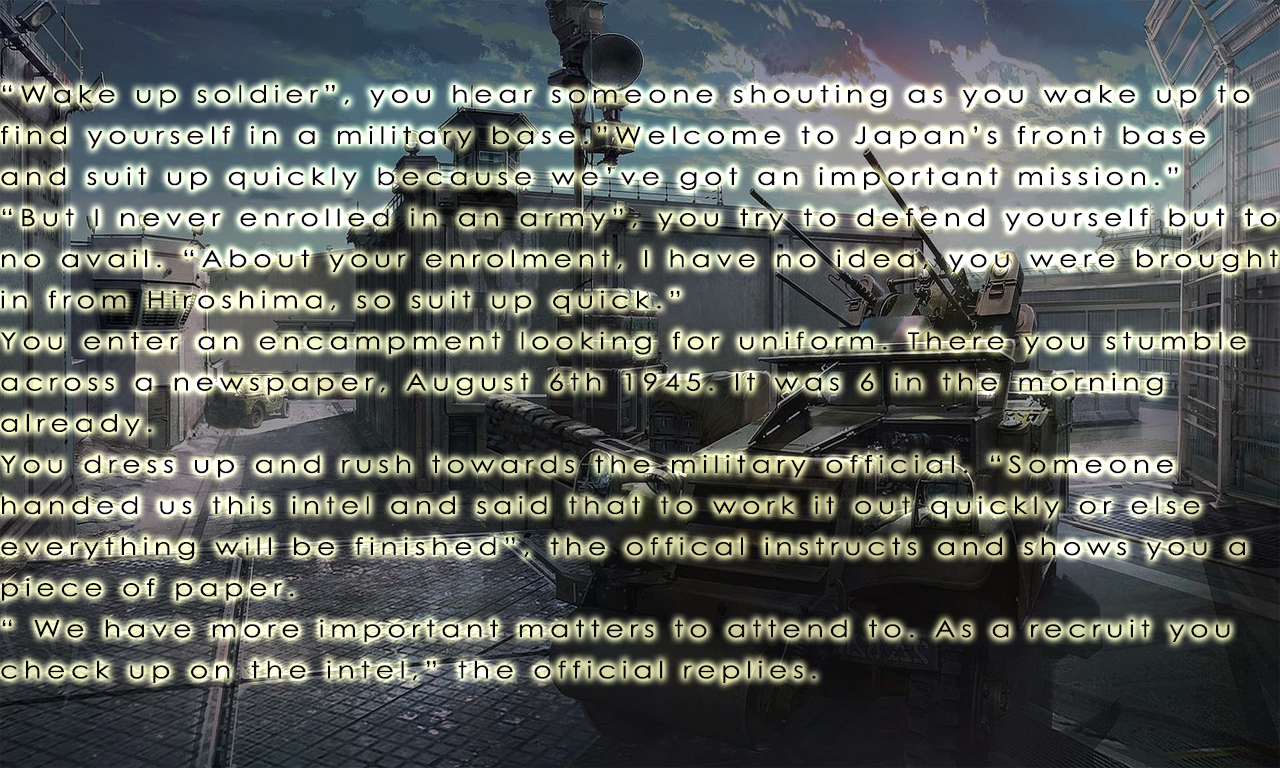 “Wake up soldier”, you hear someone shouting as you wake up to
find yourself in a military base.”Welcome to Japan’s front base
and suit up quickly because we’ve got an important mission.”
“But I never enrolled in an army”, you try to defend yourself but to
no avail. “About your enrolment, I have no idea, you were brought
in from Hiroshima, so suit up quick.”
You enter an encampment looking for uniform. There you stumble
across a newspaper, August 6th 1945. It was 6 in the morning
already.
You dress up and rush towards the military official. “Someone
handed us this intel and said that to work it out quickly or else
everything will be finished”, the offical instructs and shows you a
piece of paper.
“ We have more important matters to attend to. As a recruit you
check up on the intel,” the official replies.